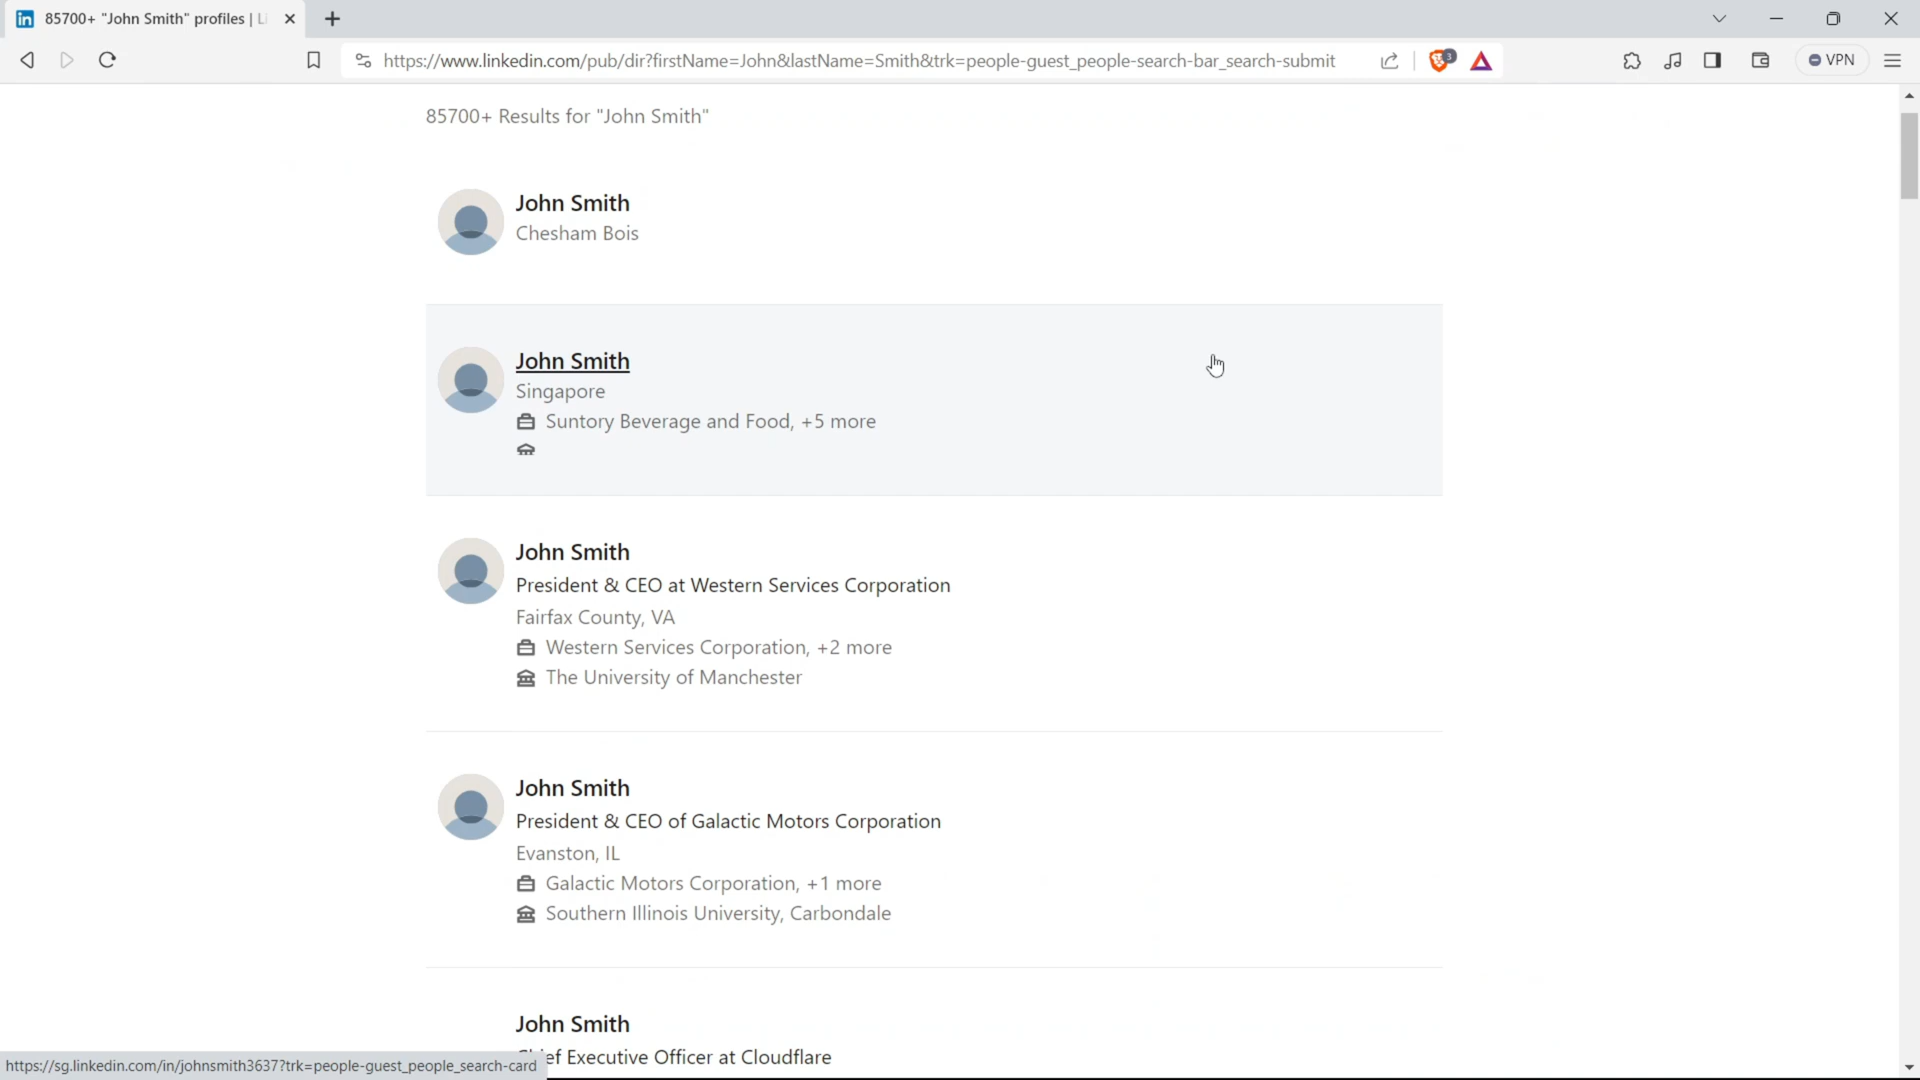 85700+ "John Smith" profiles | Li
https://www.linkedin.com/pub/dir?firstName=John&lastName=Smith&trk=people-guest_people-search-bar_search-submit
3
VPN
85700+ Results for "John Smith"
John Smith
Chesham Bois
John Smith
Singapore
Suntory Beverage and Food, +5 more
John Smith
President & CEO at Western Services Corporation
Fairfax County, VA
Western Services Corporation, +2 more
The University of Manchester
John Smith
President & CEO of Galactic Motors Corporation
Evanston, IL
Galactic Motors Corporation, +1 more
Southern Illinois University, Carbondale
John Smith
ef Executive Officer at Cloudflare
https://sg.linkedin.com/in/johnsmith3637?trk=people-guest_people_search-card